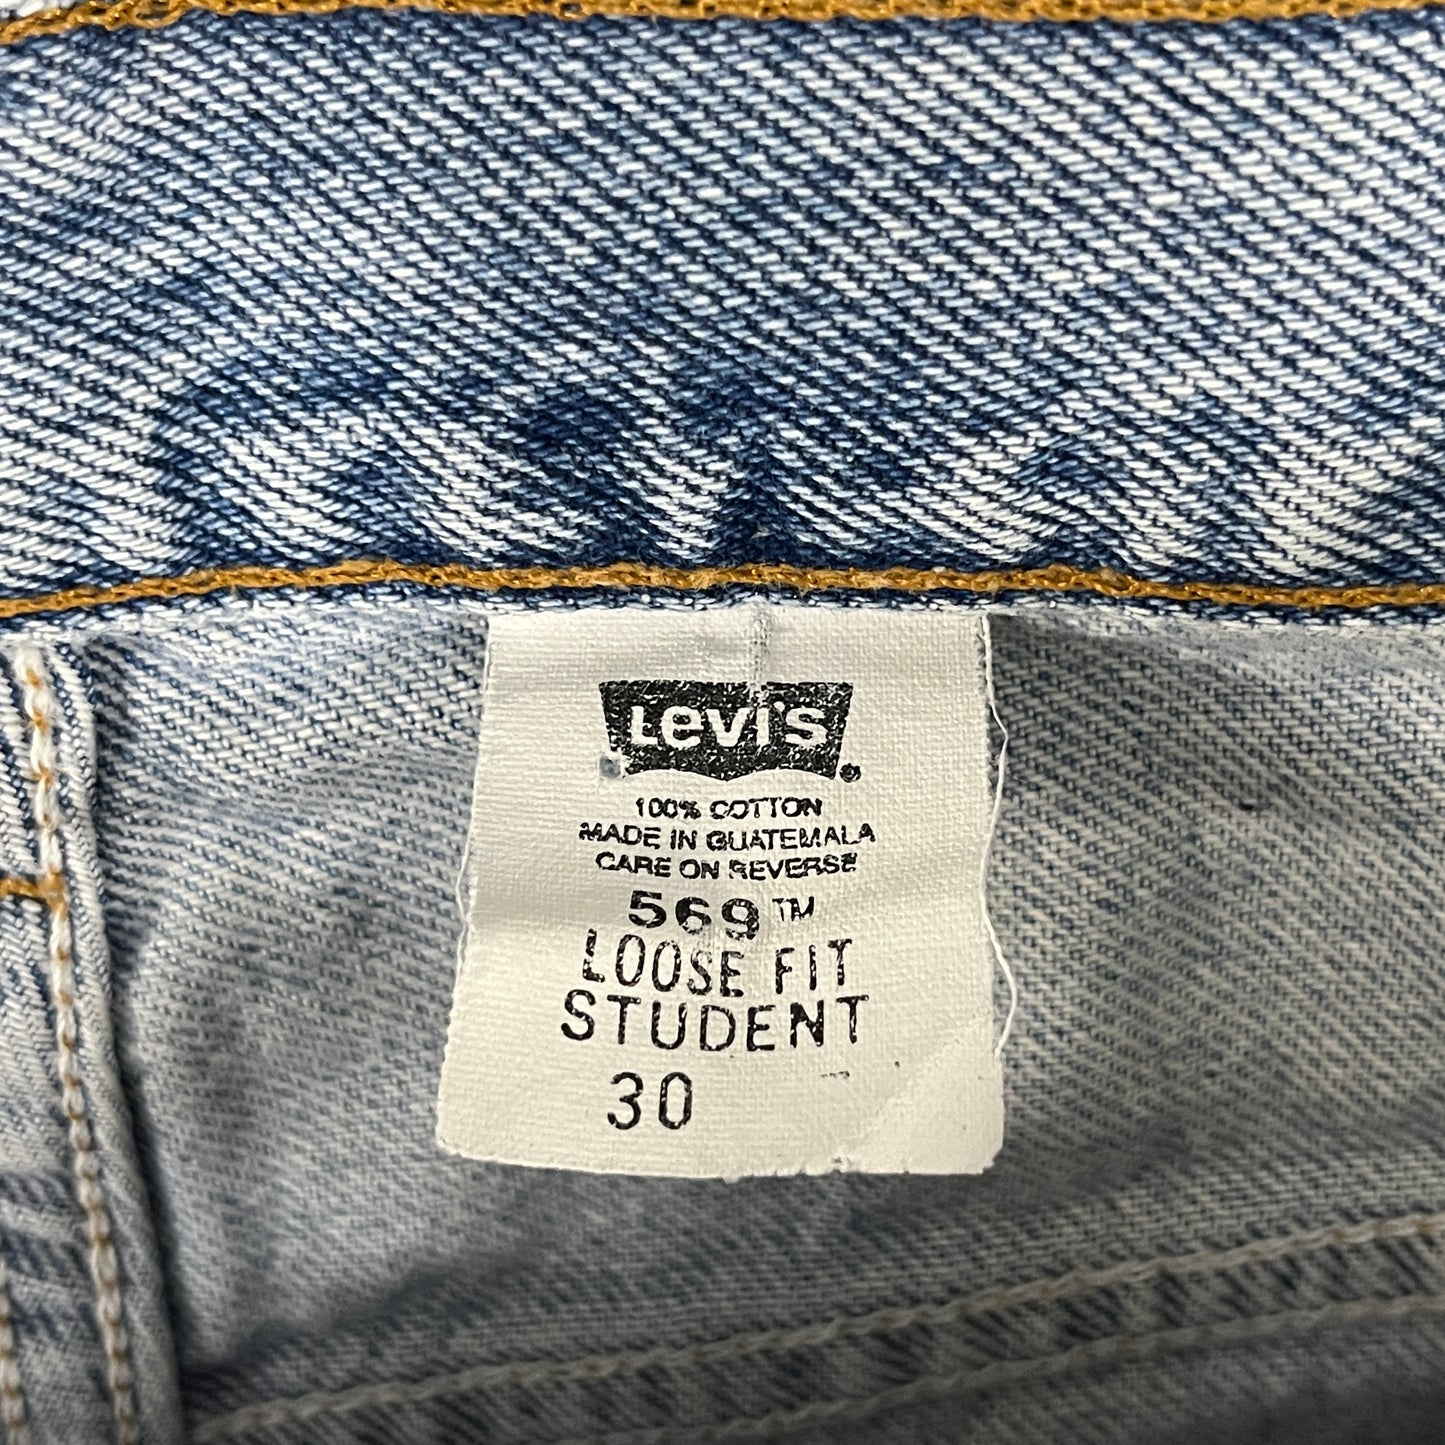 Levi's®
100% COTTON
MADE IN GUATEMALA
CARE ON REVERSE
569™
LOOSE FIT
STUDENT
30